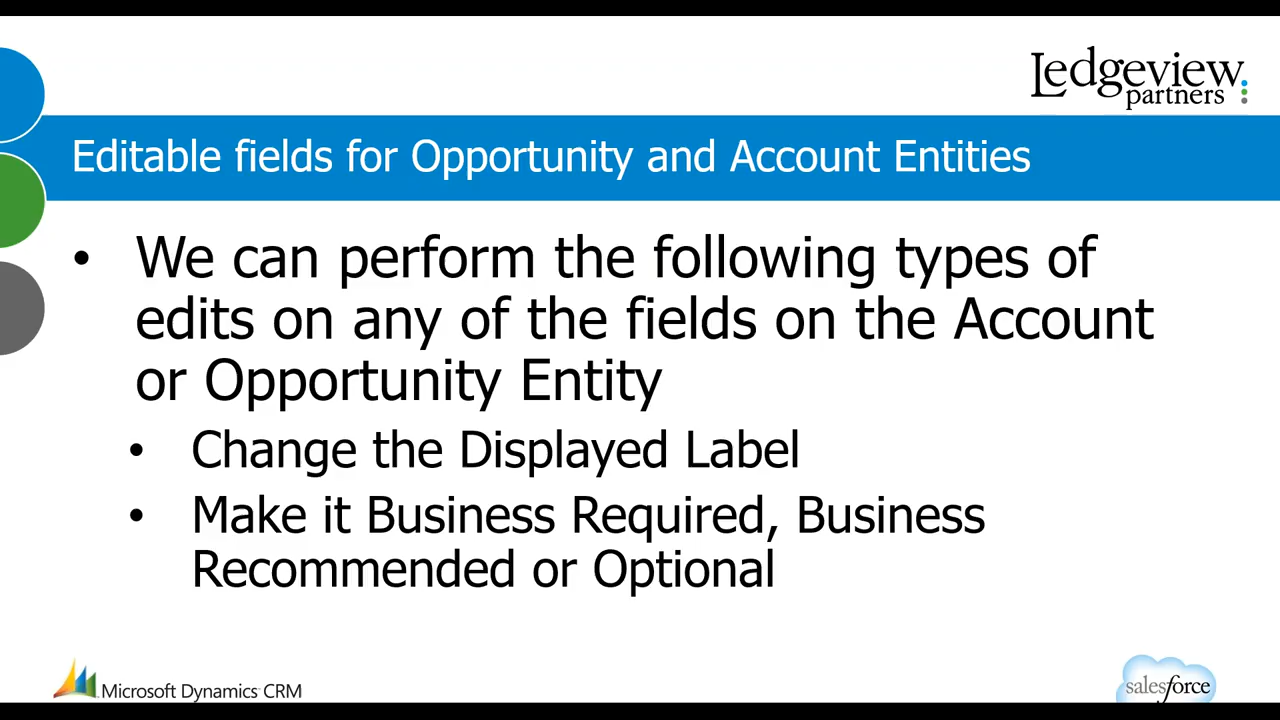 Ledgeview
partners
Editable fields for Opportunity and Account Entities
• We can perform the following types of
edits on any of the fields on the Account
or Opportunity Entity
• Change the Displayed Label
• Make it Business Required, Business
Recommended or Optional
Microsoft Dynamics CRM
salesforce